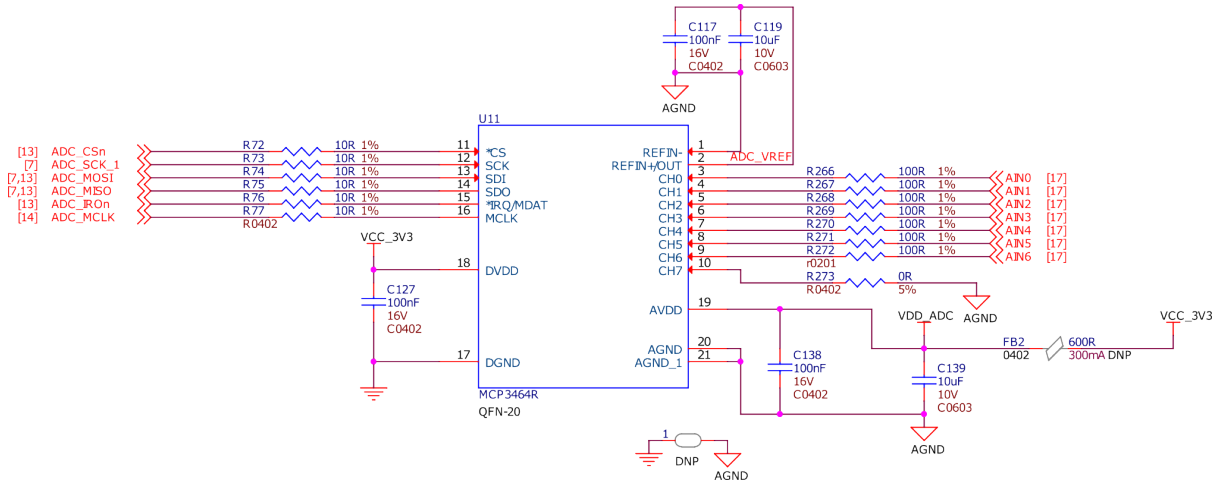 C117
100nF
16V
C0402
C119
10uF
10V
C0603
AGND
U11
[13] ADC_CSn
R72 10R 1% 11 *CS
[7] ADC_SCK_1
R73 10R 1% 12 SCK
[7,13] ADC_MOSI
R74 10R 1% 13 SDI
[7,13] ADC_MISO
R75 10R 1% 14 SDO
[13] ADC_IRQn
R76 10R 1% 15 *IRQ/MDAT
[14] ADC_MCLK
R77 10R 1% 16 MCLK
R0402
REFIN- 1
REFIN+/OUT 2 ADC_VREF
CH0 3 R266 100R 1% AIN0 [17]
CH1 4 R267 100R 1% AIN1 [17]
CH2 5 R268 100R 1% AIN2 [17]
CH3 6 R269 100R 1% AIN3 [17]
CH4 7 R270 100R 1% AIN4 [17]
CH5 8 R271 100R 1% AIN5 [17]
CH6 9 R272 100R 1% AIN6 [17]
r0201
CH7 10 R273 0R
R0402 5%
AGND
VCC_3V3
18 DVDD
C127
100nF
16V
C0402
17 DGND
AVDD 19
AGND 20
AGND_1 21
VDD_ADC
VCC_3V3
FB2 600R
0402 300mA DNP
C138
100nF
16V
C0402
C139
10uF
10V
C0603
AGND
MCP3464R
QFN-20
1
DNP
AGND